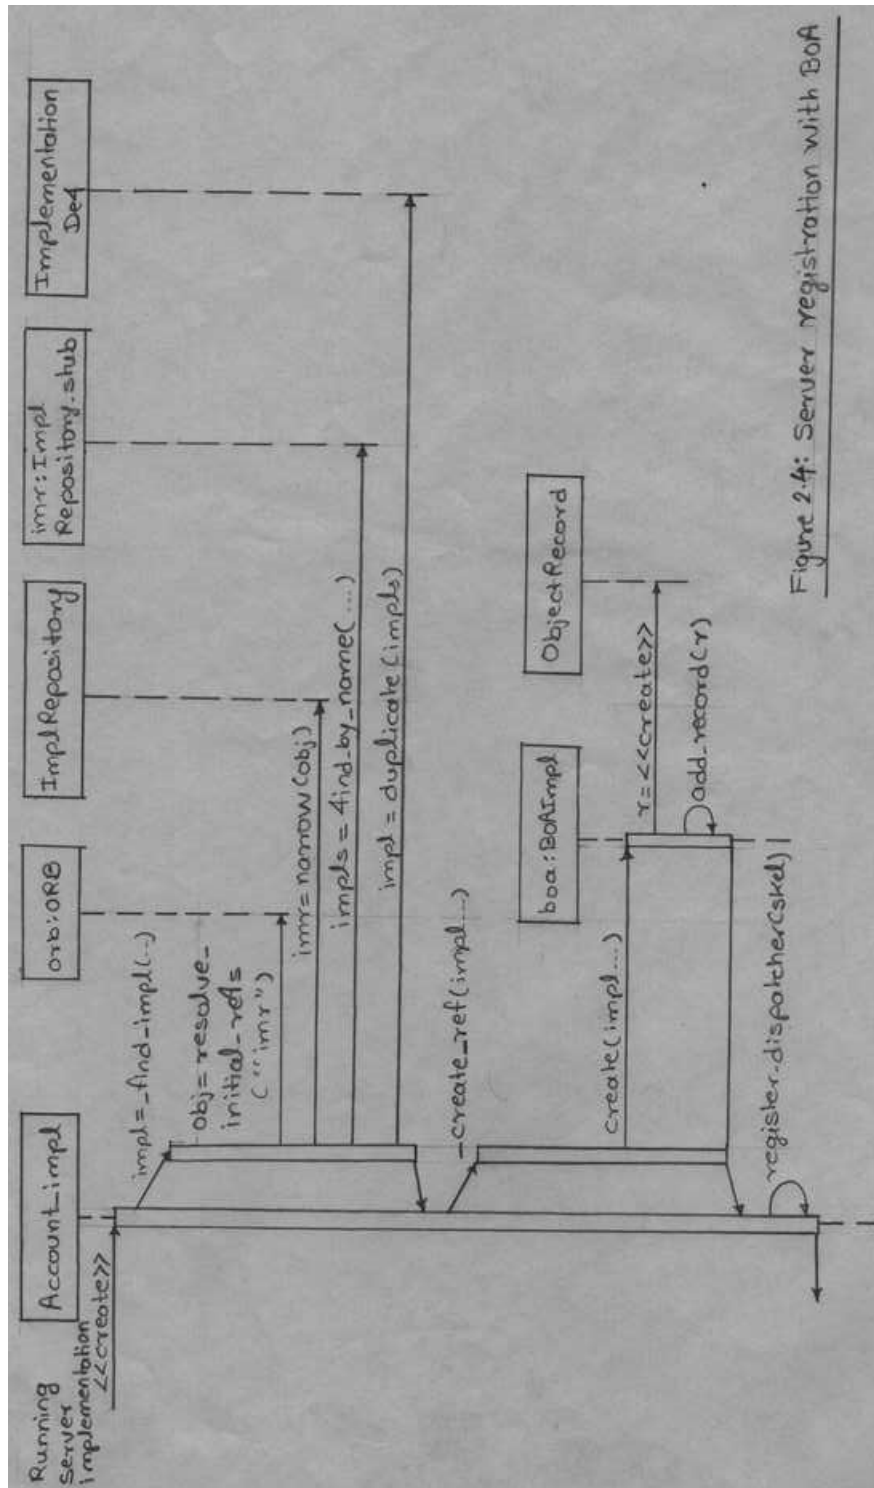 Running
Server
implementation
<<create>>
Account_impl
orb:ORB
ImplRepository
imr:Impl
Repository_stub
Implementation
Def
impl=_find_impl(..)
obj=resolve_
initial_refs
("imr")
imr=narrow(obj)
impls=find_by_name(....)
impl=duplicate(impls)
_create_ref(impl...)
boa:BOAImpl
ObjectRecord
create(impl...)
r=<<create>>
add_record(r)
register_dispatcher(skel)
Figure 2.4: Server registration with BOA